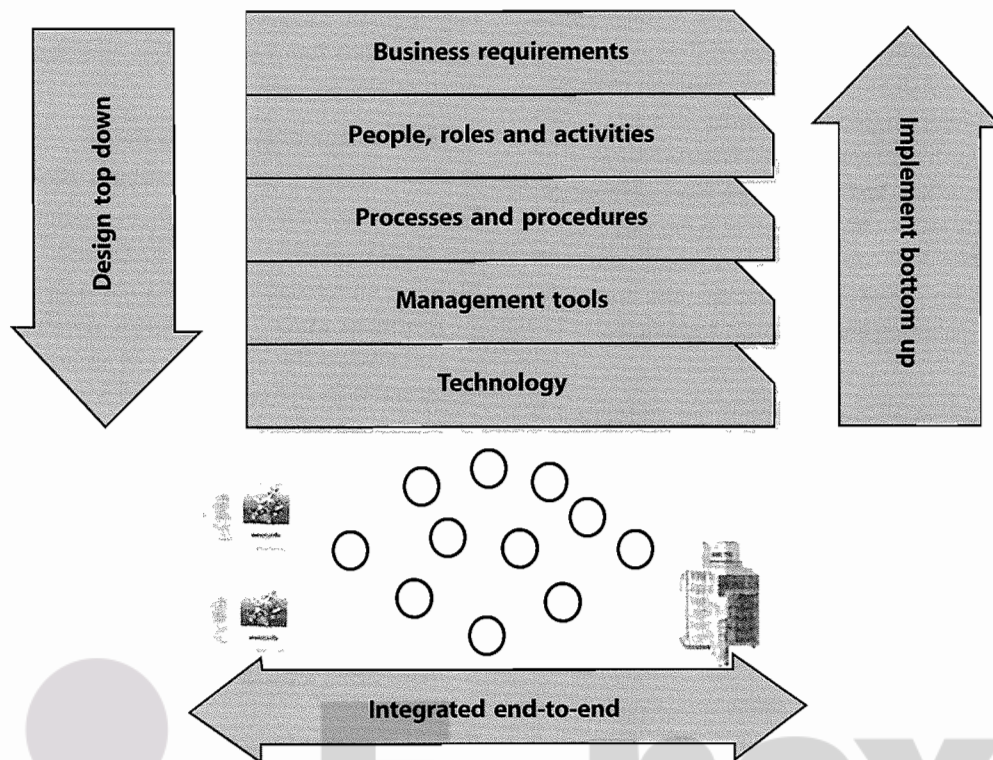 Business requirements
Design top down
People, roles and activities
Implement bottom up
Processes and procedures
Management tools
Technology
Integrated end-to-end